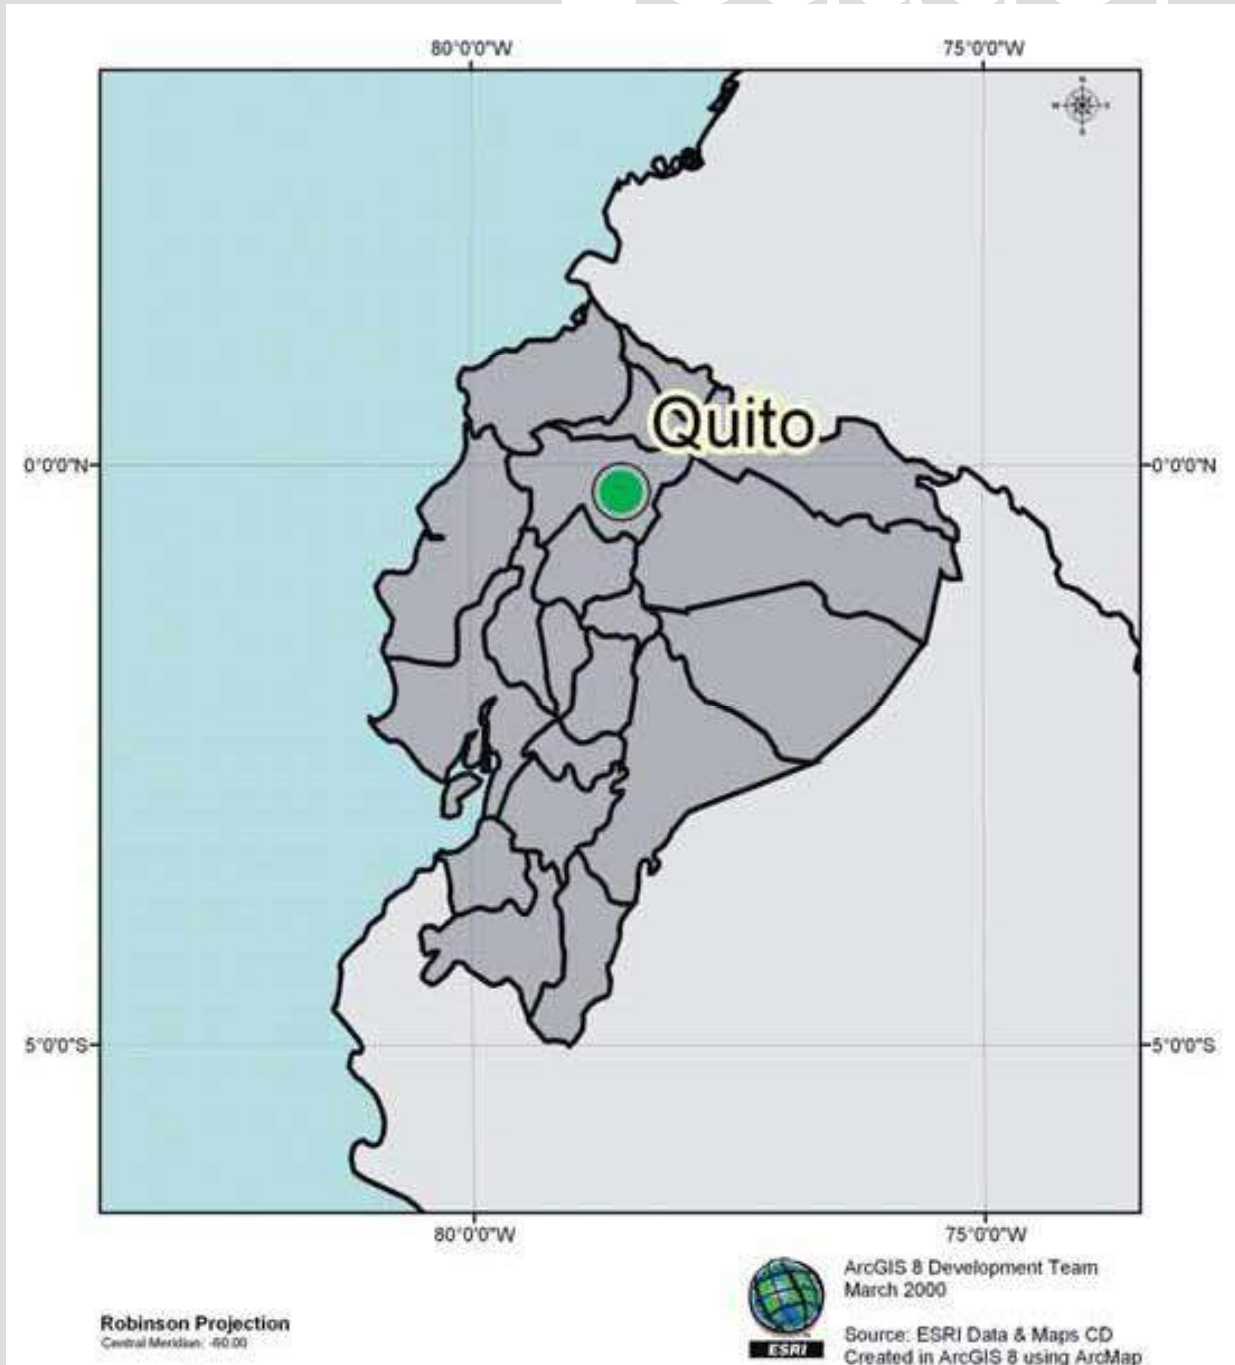 80°0'0"W 75°0'0"W
Quito
0°0'0"N 0°0'0"N
5°0'0"S 5°0'0"S
80°0'0"W 75°0'0"W
Robinson Projection
Central Meridian: -60.00
ESRI
ArcGIS 8 Development Team
March 2000
Source: ESRI Data & Maps CD
Created in ArcGIS 8 using ArcMap